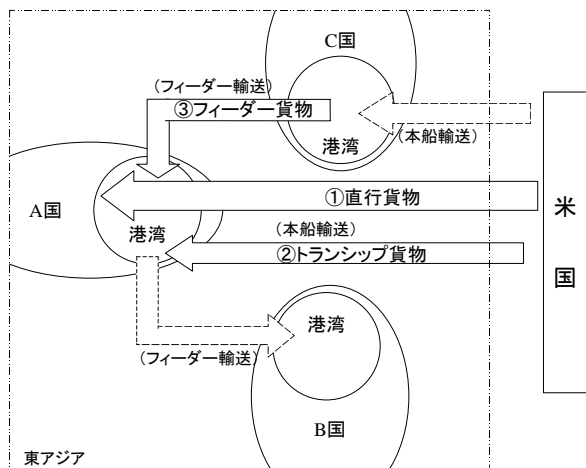 C国
(フィーダー輸送)
③フィーダー貨物
港湾
(本船輸送)
A国
港湾
①直行貨物
米国
(本船輸送)
②トランシップ貨物
港湾
(フィーダー輸送)
B国
東アジア